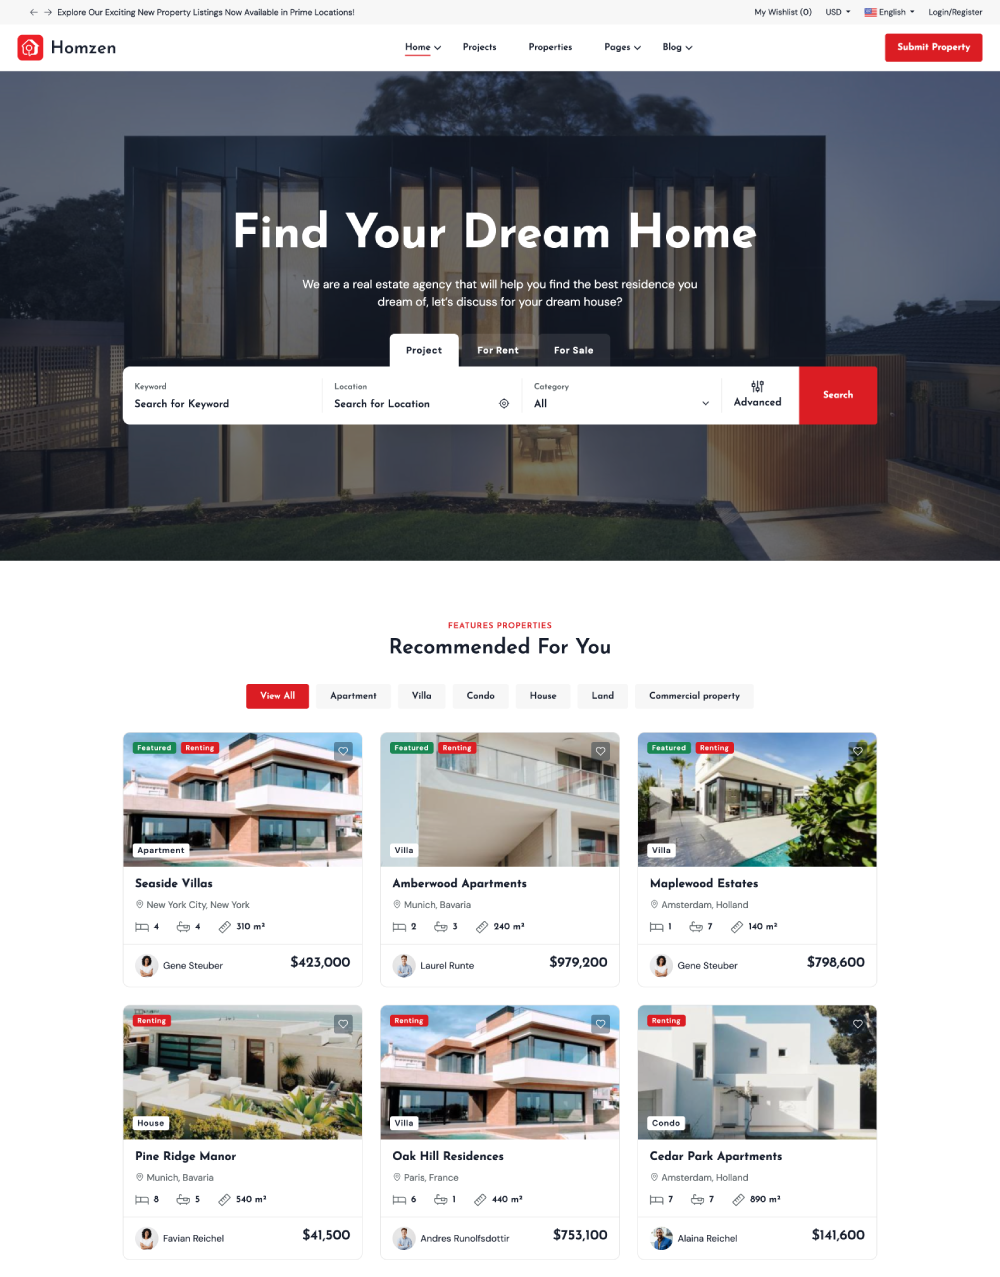 Explore Our Exciting New Property Listings Now Available in Prime Locations!
My Wishlist (0)
USD
English
Login/Register
Homzen
Home
Projects
Properties
Pages
Blog
Submit Property
Find Your Dream Home
We are a real estate agency that will help you find the best residence you
dream of, let's discuss for your dream house?
Project
For Rent
For Sale
Keyword
Search for Keyword
Location
Search for Location
Category
All
Advanced
Search
FEATURES PROPERTIES
Recommended For You
View All
Apartment
Villa
Condo
House
Land
Commercial property
Featured
Renting
Apartment
Seaside Villas
New York City, New York
4
4
310 m²
Gene Steuber
$423,000
Featured
Renting
Villa
Amberwood Apartments
Munich, Bavaria
2
3
240 m²
Laurel Runte
$979,200
Featured
Renting
Villa
Maplewood Estates
Amsterdam, Holland
1
7
140 m²
Gene Steuber
$798,600
Renting
House
Pine Ridge Manor
Munich, Bavaria
8
5
540 m²
Favian Reichel
$41,500
Renting
Villa
Oak Hill Residences
Paris, France
6
1
440 m²
Andres Runolfsdottir
$753,100
Renting
Condo
Cedar Park Apartments
Amsterdam, Holland
7
7
890 m²
Alaina Reichel
$141,600